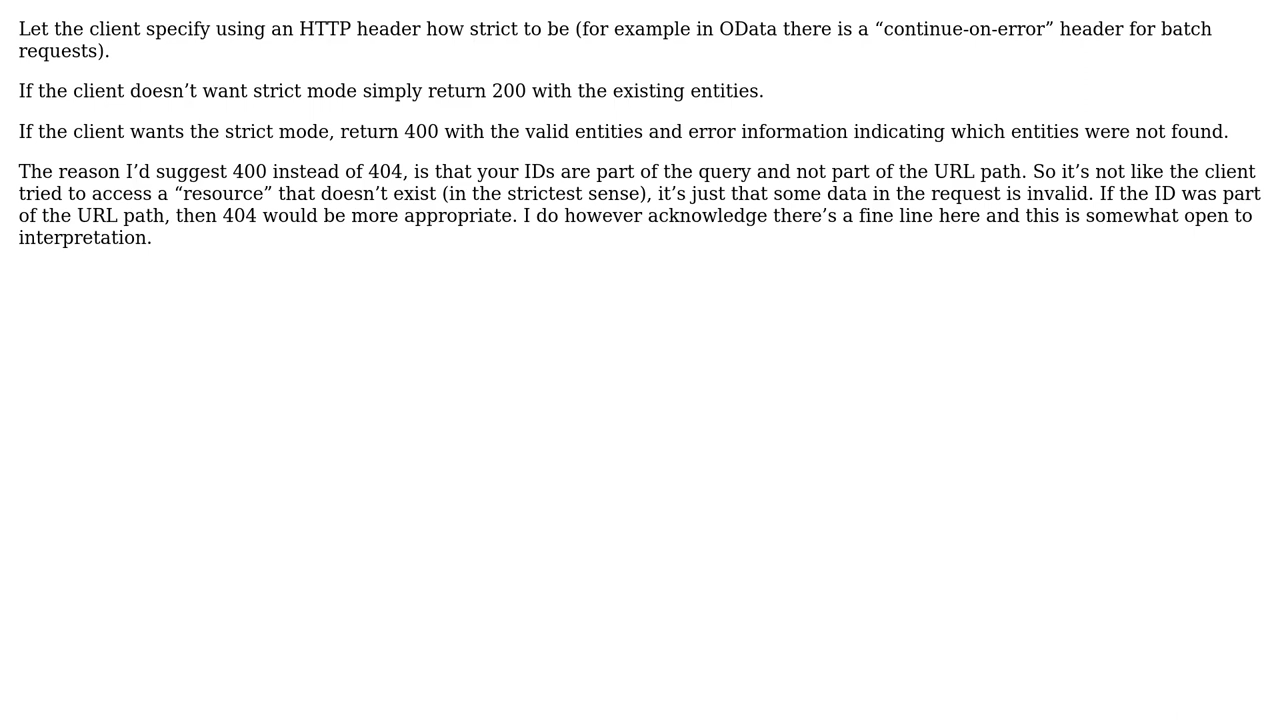 Let the client specify using an HTTP header how strict to be (for example in OData there is a “continue-on-error” header for batch
requests).
If the client doesn’t want strict mode simply return 200 with the existing entities.
If the client wants the strict mode, return 400 with the valid entities and error information indicating which entities were not found.
The reason I’d suggest 400 instead of 404, is that your IDs are part of the query and not part of the URL path. So it’s not like the client
tried to access a “resource” that doesn’t exist (in the strictest sense), it’s just that some data in the request is invalid. If the ID was part
of the URL path, then 404 would be more appropriate. I do however acknowledge there’s a fine line here and this is somewhat open to
interpretation.